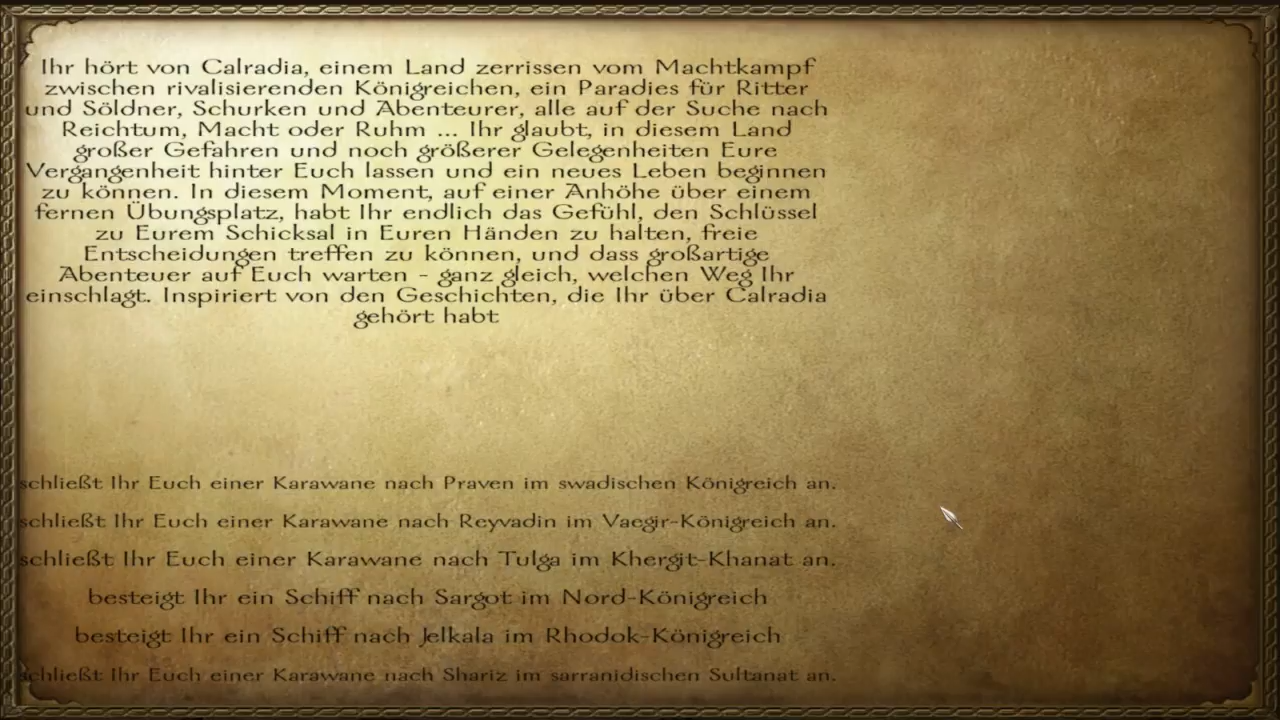 Ihr hört von Calradia, einem Land zerrissen vom Machtkampf
zwischen rivalisierenden Königreichen, ein Paradies für Ritter
und Söldner, Schurken und Abenteurer, alle auf der Suche nach
Reichtum, Macht oder Ruhm ... Ihr glaubt, in diesem Land
großer Gefahren und noch größerer Gelegenheiten Eure
Vergangenheit hinter Euch lassen und ein neues Leben beginnen
zu können. In diesem Moment, auf einer Anhöhe über einem
fernen Übungsplatz, habt Ihr endlich das Gefühl, den Schlüssel
zu Eurem Schicksal in Euren Händen zu halten, freie
Entscheidungen treffen zu können, und dass großartige
Abenteuer auf Euch warten - ganz gleich, welchen Weg Ihr
einschlagt. Inspiriert von den Geschichten, die Ihr über Calradia
gehört habt
schließt Ihr Euch einer Karawane nach Praven im swadischen Königreich an.
schließt Ihr Euch einer Karawane nach Reyvadin im Vaegir-Königreich an.
schließt Ihr Euch einer Karawane nach Tulga im Khergit-Khanat an.
besteigt Ihr ein Schiff nach Sargot im Nord-Königreich
besteigt Ihr ein Schiff nach Jelkala im Rhodok-Königreich
schließt Ihr Euch einer Karawane nach Shariz im sarranidischen Sultanat an.